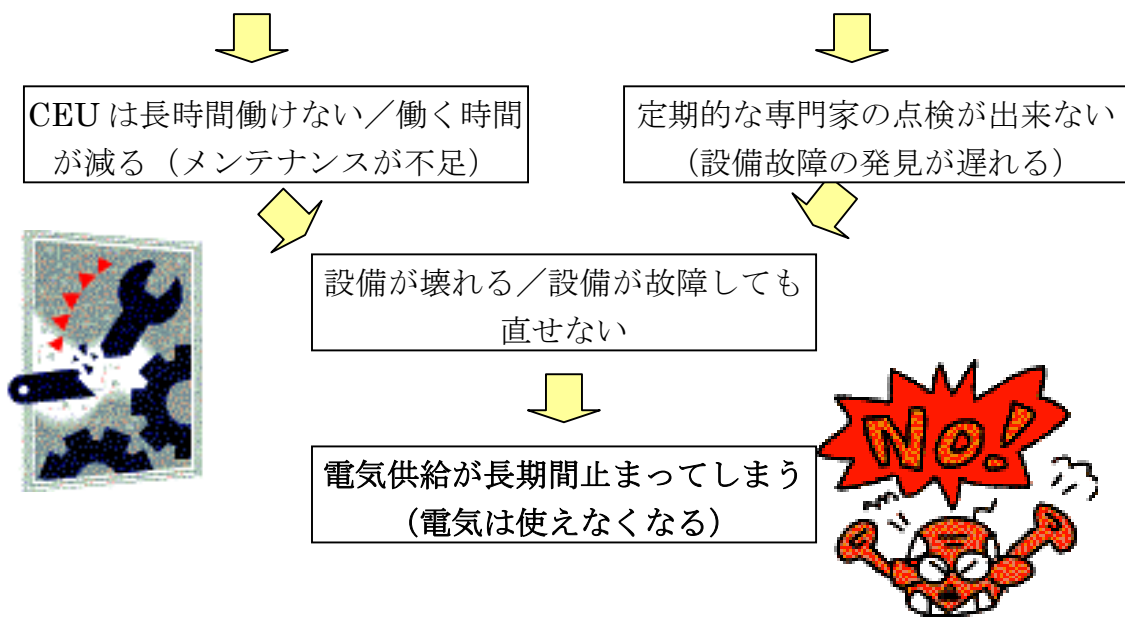 CEU は長時間働けない／働く時間
が減る（メンテナンスが不足）
定期的な専門家の点検が出来ない
（設備故障の発見が遅れる）
設備が壊れる／設備が故障しても
直せない
電気供給が長期間止まってしまう
（電気は使えなくなる）
NO!